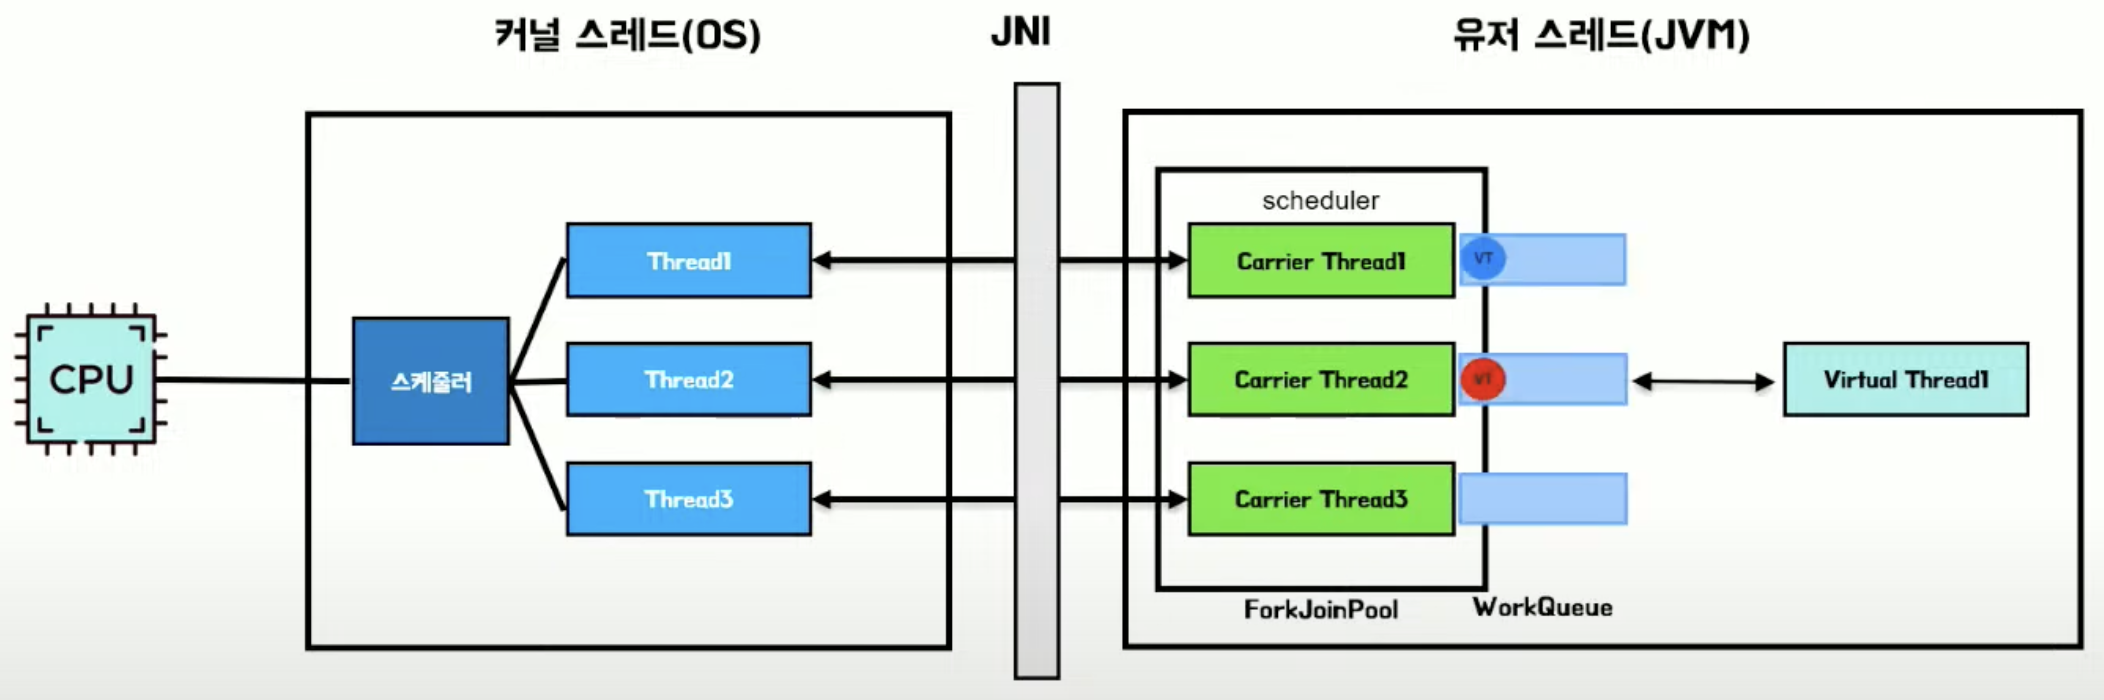 커널 스레드(OS)
JNI
유저 스레드(JVM)
scheduler
Thread1
Carrier Thread1
VT
CPU
스케줄러
Thread2
Carrier Thread2
VT
Virtual Thread1
Thread3
Carrier Thread3
ForkJoinPool
WorkQueue